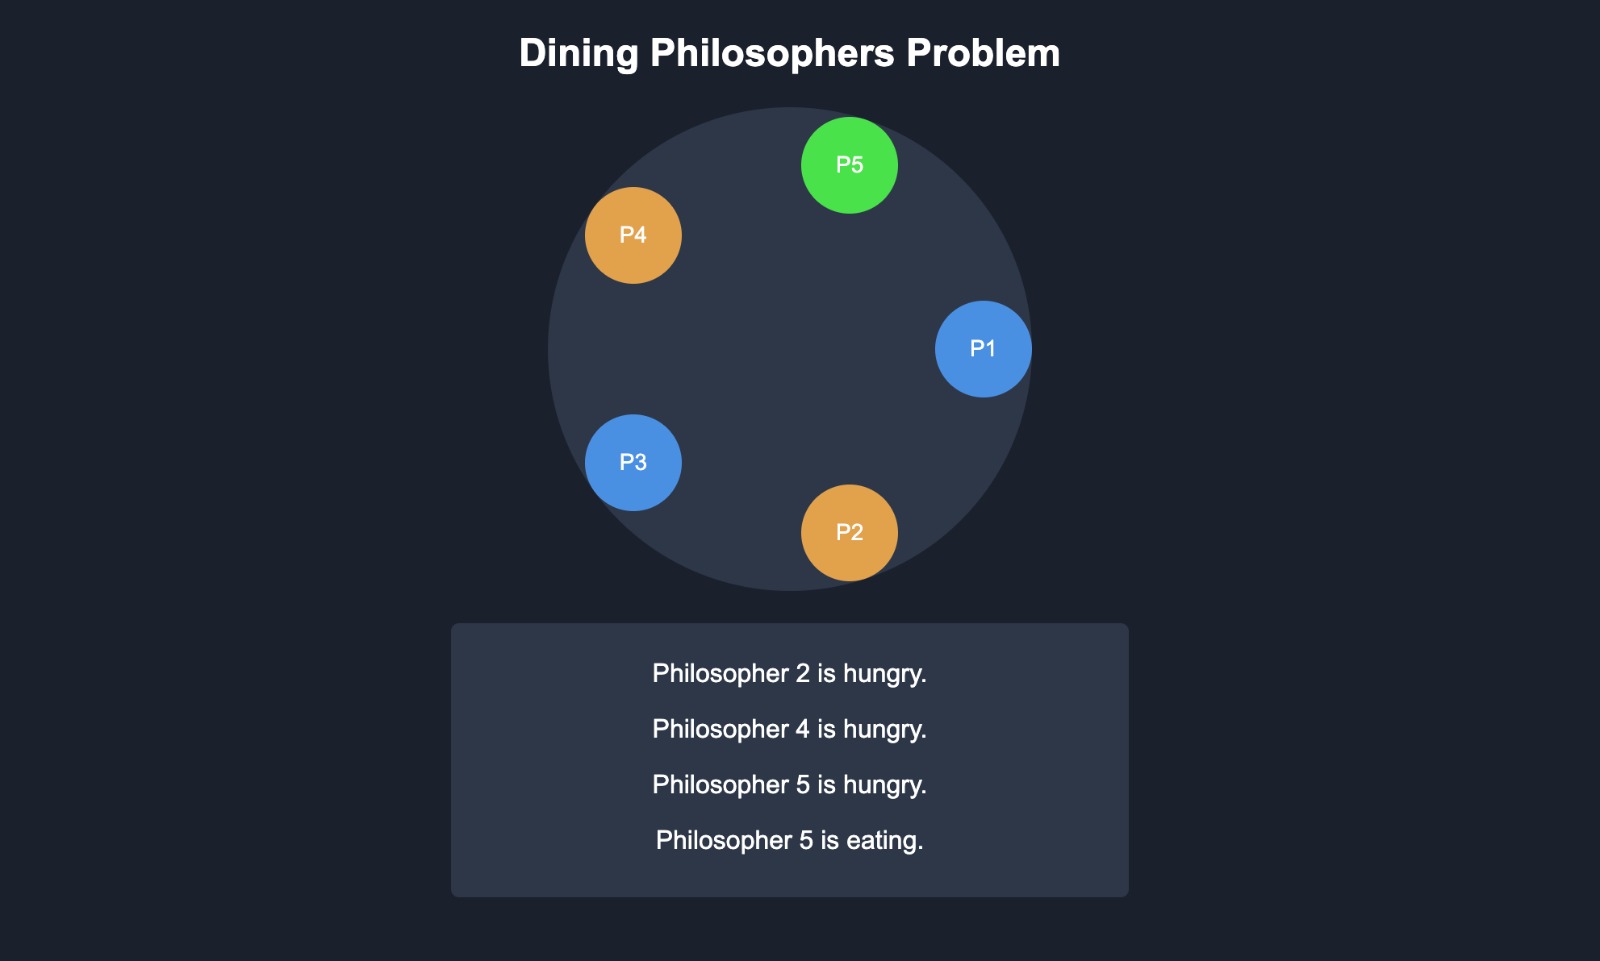 Dining Philosophers Problem
P5
P4
P1
P3
P2
Philosopher 2 is hungry.
Philosopher 4 is hungry.
Philosopher 5 is hungry.
Philosopher 5 is eating.